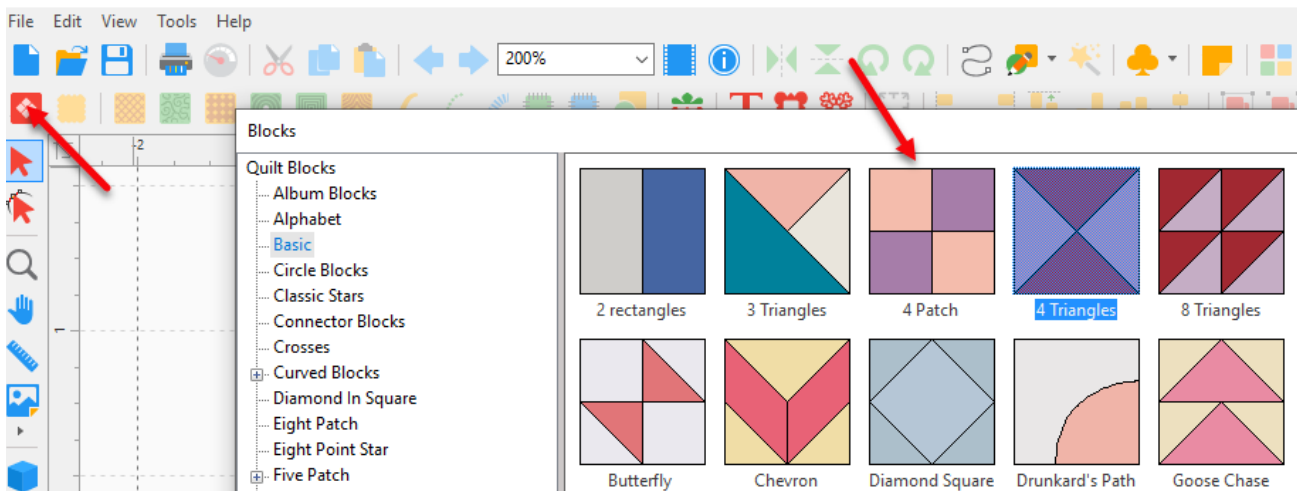 File Edit View Tools Help
200%
-2
Blocks
Quilt Blocks
Album Blocks
Alphabet
Basic
Circle Blocks
Classic Stars
Connector Blocks
Crosses
Curved Blocks
Diamond In Square
Eight Patch
Eight Point Star
Five Patch
2 rectangles 3 Triangles 4 Patch 4 Triangles 8 Triangles
Butterfly Chevron Diamond Square Drunkard's Path Goose Chase
1